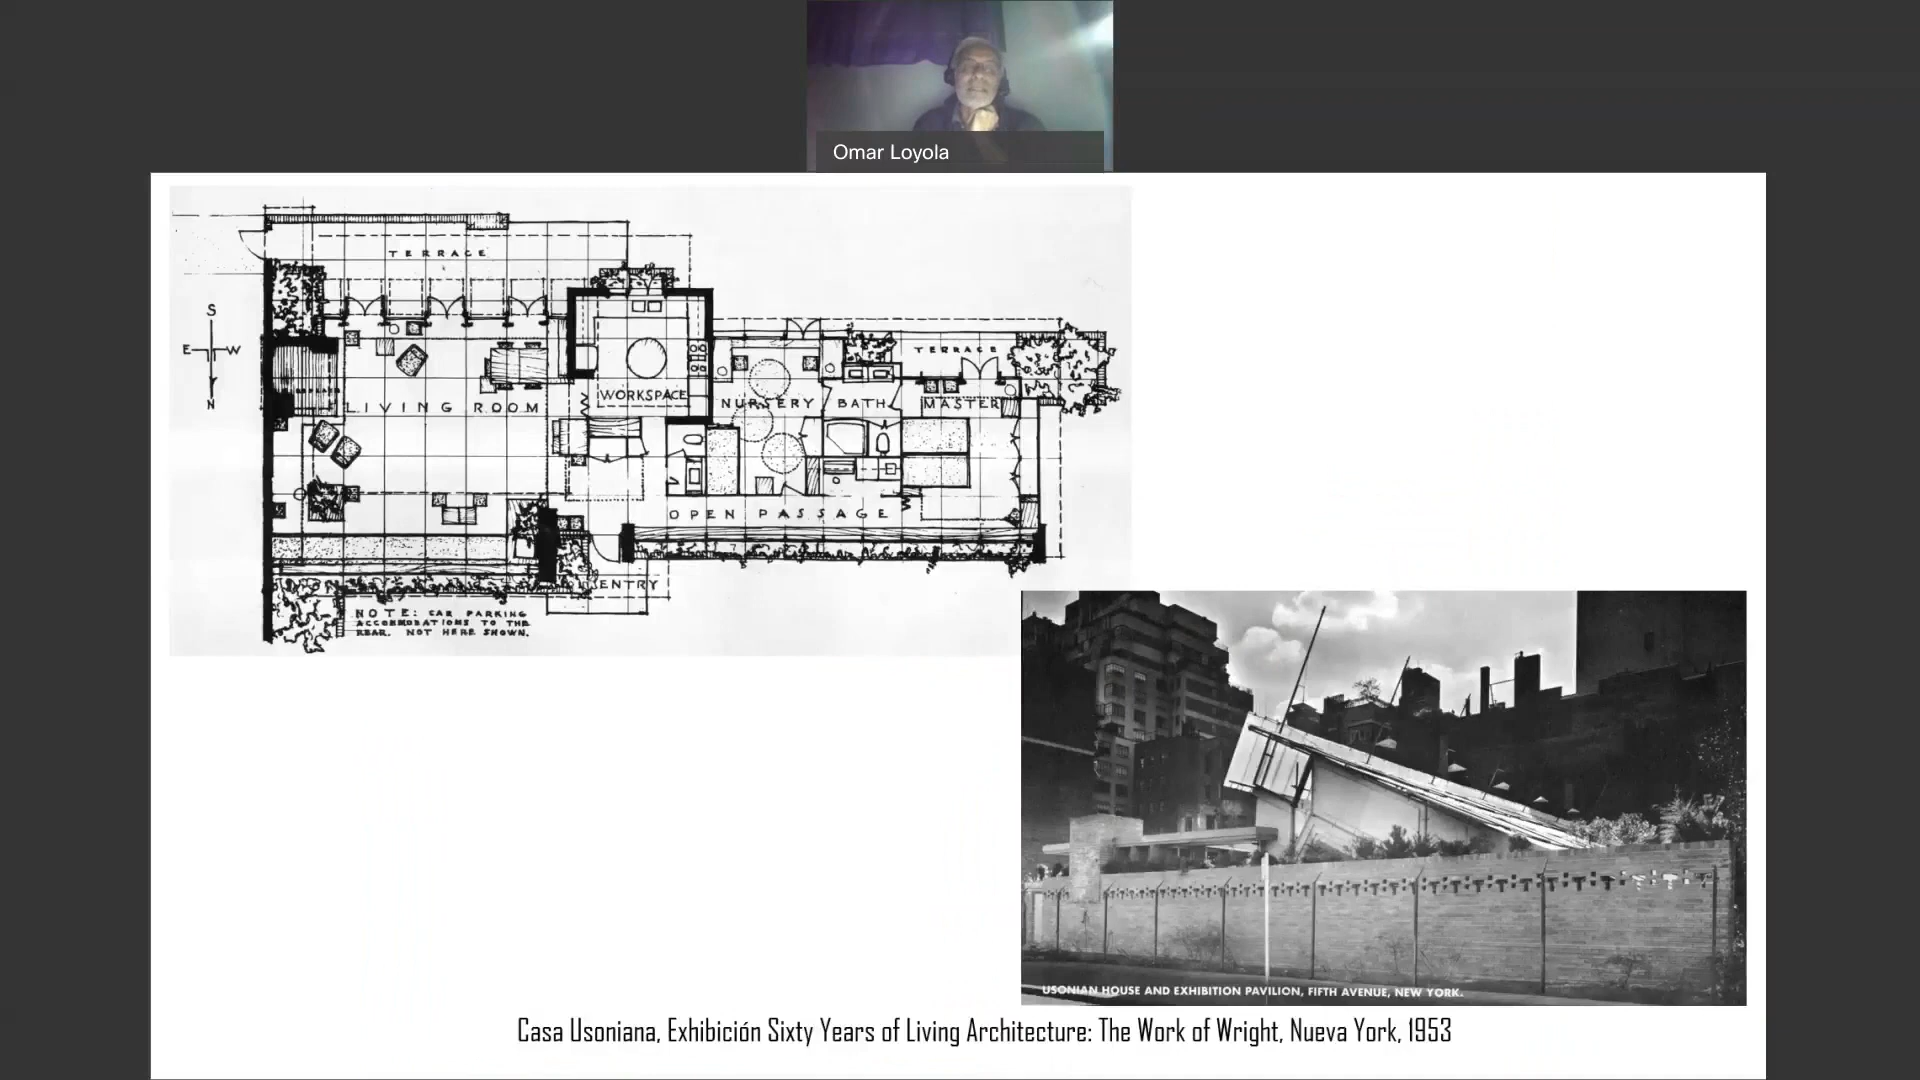 Omar Loyola
TERRACE
S
E W
N
TERRACE
WORKSPACE
LIVING ROOM
NURSERY
BATH
MASTER
OPEN PASSAGE
ENTRY
NOTE: CAR PARKING
ACCOMODATIONS TO THE
REAR. NOT HERE SHOWN.
USONIAN HOUSE AND EXHIBITION PAVILION, FIFTH AVENUE, NEW YORK.
Casa Usoniana, Exhibición Sixty Years of Living Architecture: The Work of Wright, Nueva York, 1953